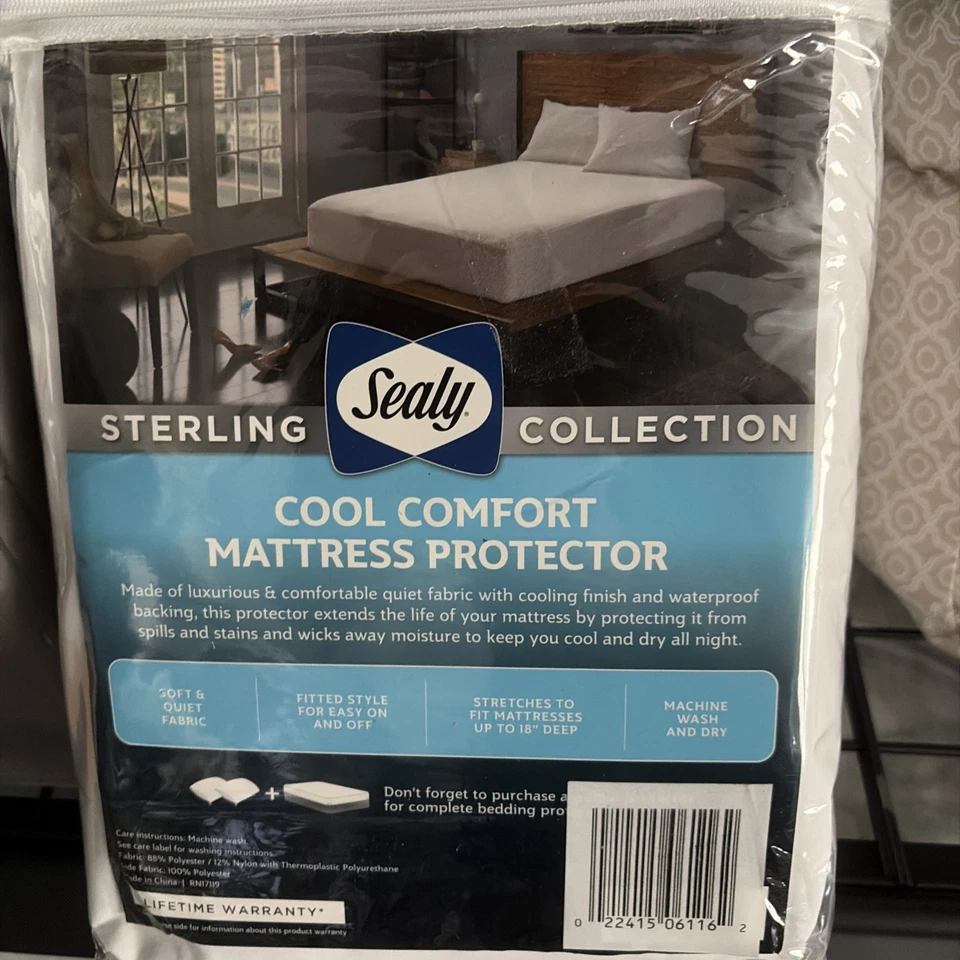 STERLING Sealy COLLECTION
COOL COMFORT
MATTRESS PROTECTOR
Made of luxurious & comfortable quiet fabric with cooling finish and waterproof
backing, this protector extends the life of your mattress by protecting it from
spills and stains and wicks away moisture to keep you cool and dry all night.
SOFT &
QUIET
FABRIC
FITTED STYLE
FOR EASY ON
AND OFF
STRETCHES TO
FIT MATTRESSES
UP TO 18" DEEP
MACHINE
WASH
AND DRY
+
Don't forget to purchase a
for complete bedding pro
Care instructions: Machine wash.
See care label for washing instructions.
Fabric: 88% Polyester / 12% Nylon with Thermoplastic Polyurethane
Fabric: 100% Polyester
in China | RN17119
LIFETIME WARRANTY*
side for information about this product warranty
0 22415 06116 2